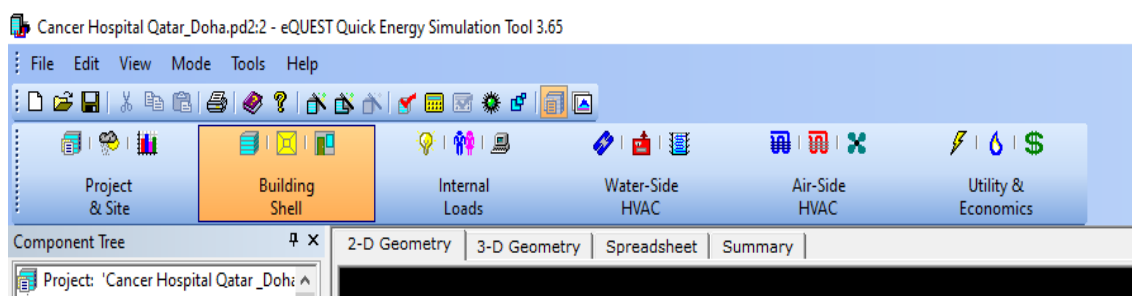 Cancer Hospital Qatar_Doha.pd2:2 - eQUEST Quick Energy Simulation Tool 3.65
File Edit View Mode Tools Help
Project & Site
Building Shell
Internal Loads
Water-Side HVAC
Air-Side HVAC
Utility & Economics
Component Tree
2-D Geometry 3-D Geometry Spreadsheet Summary
Project: 'Cancer Hospital Qatar _Doha